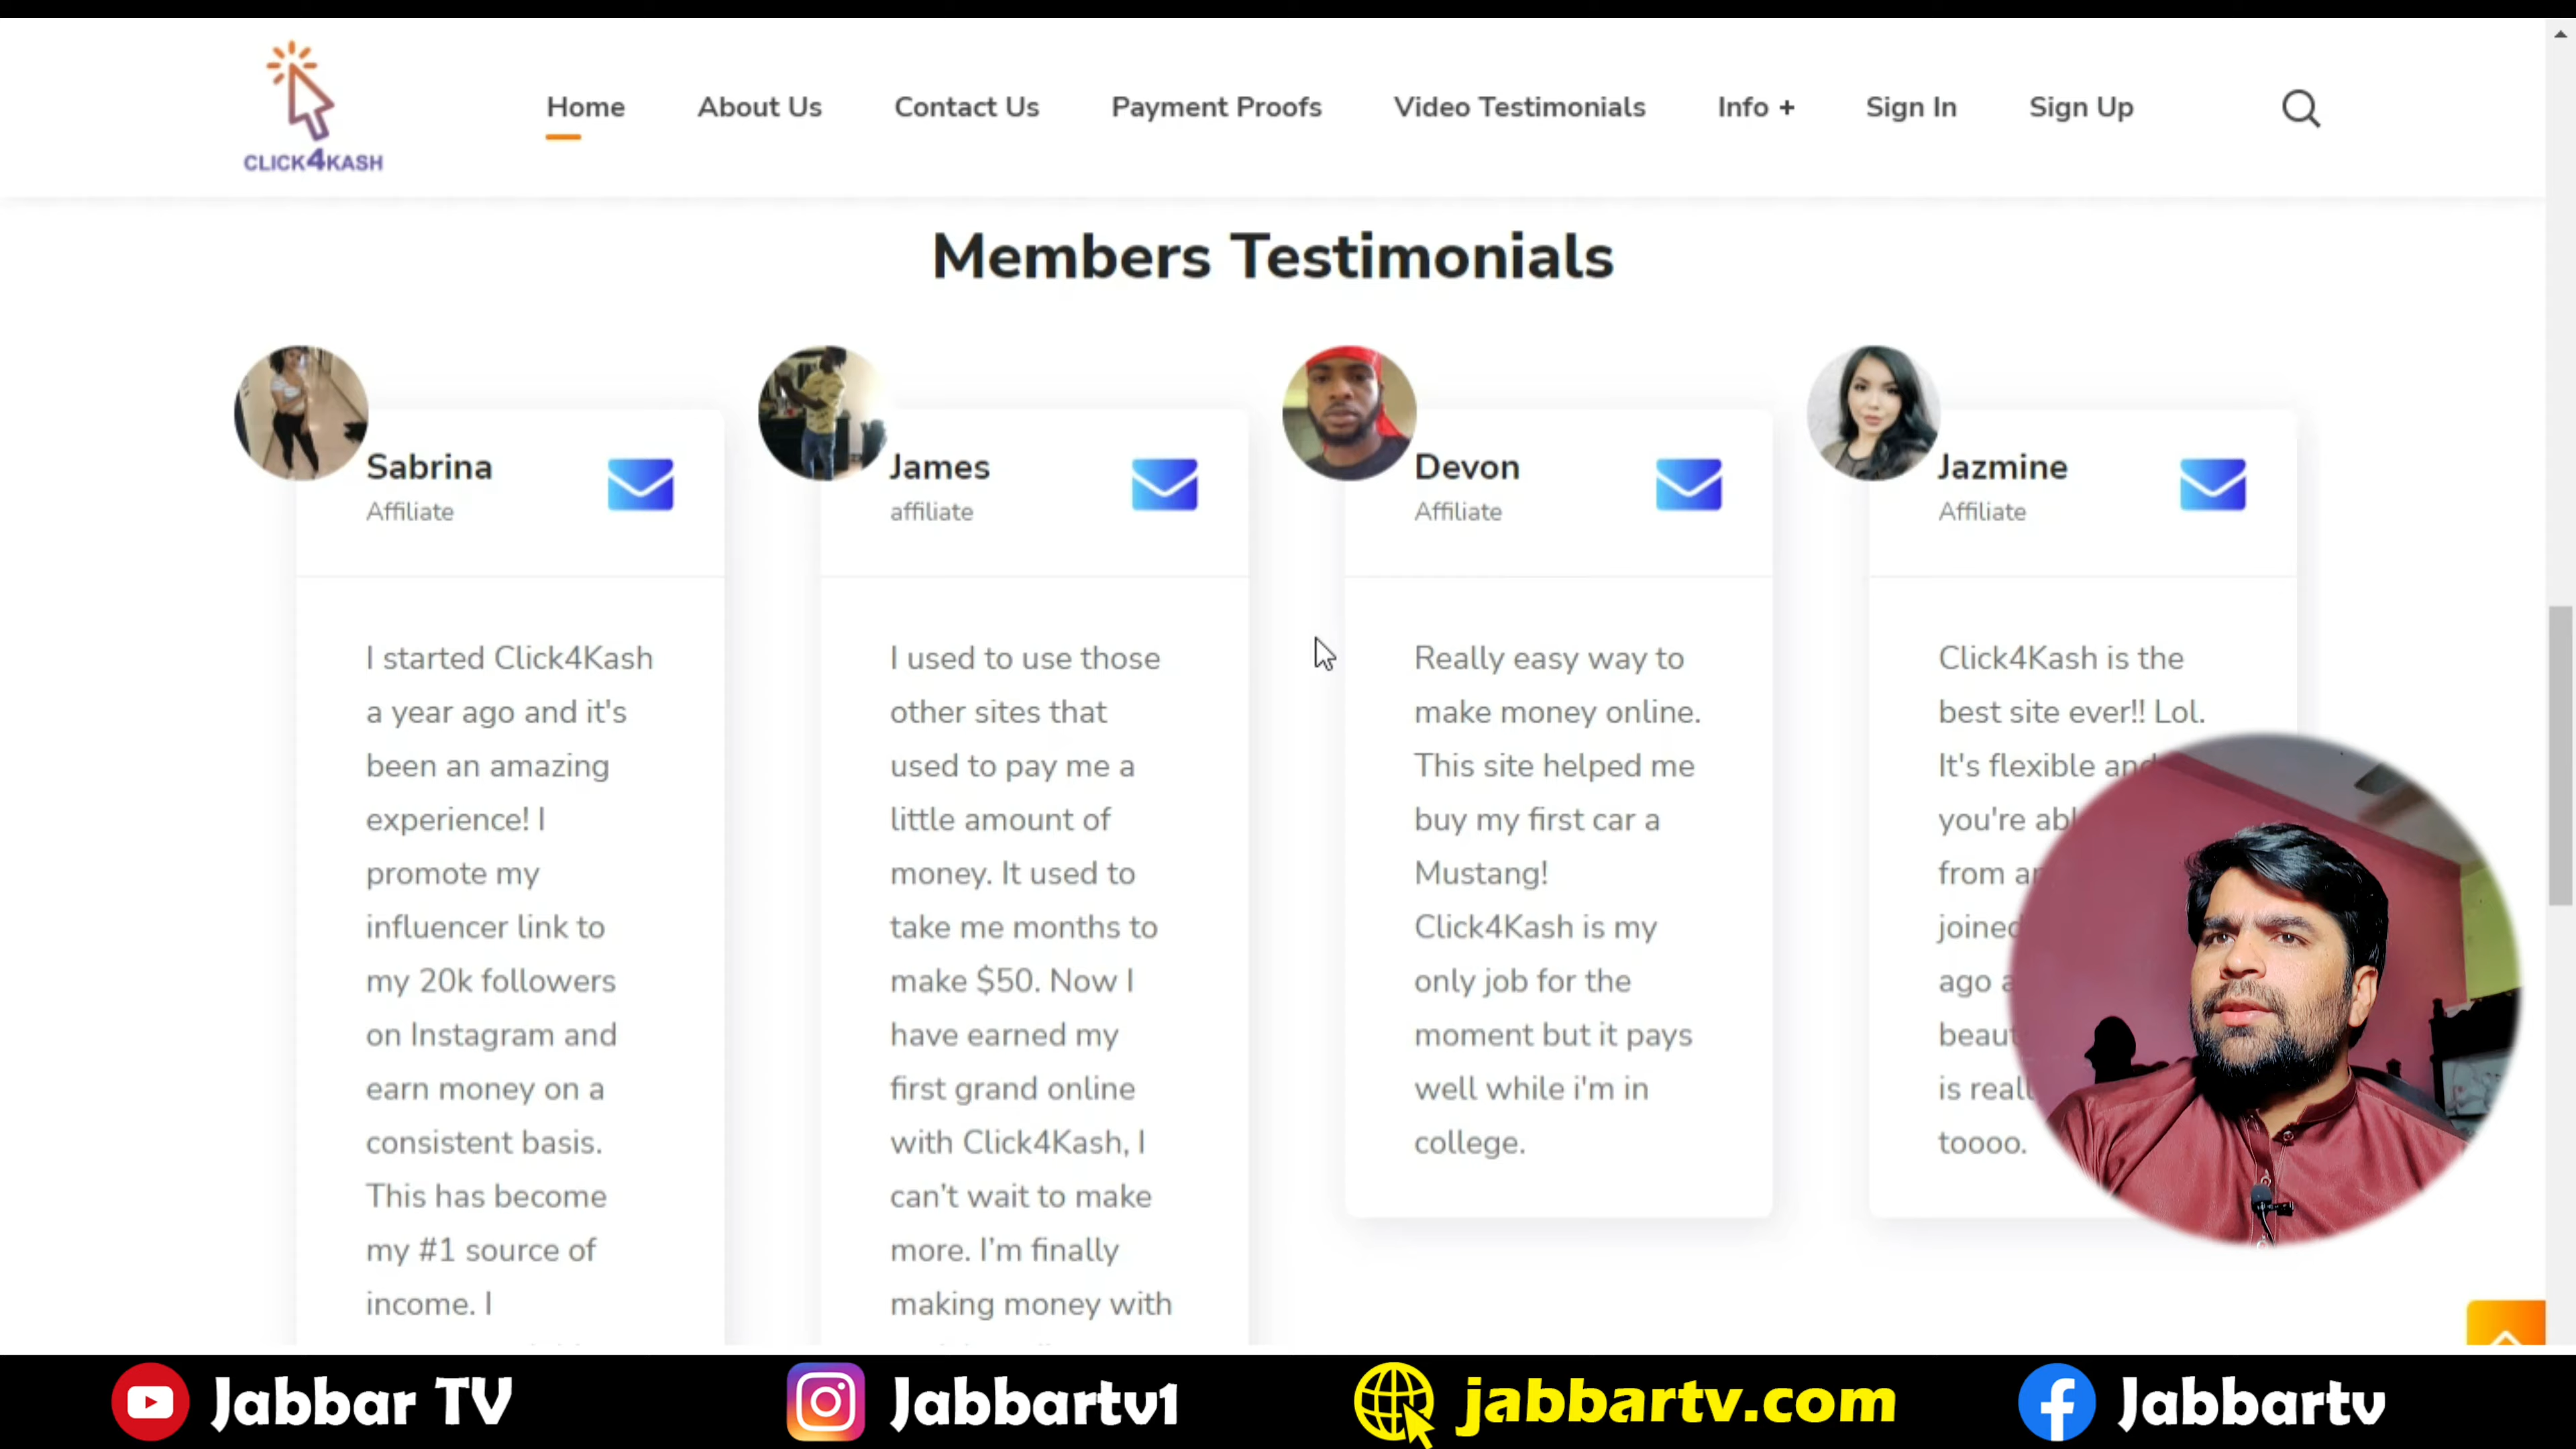 CLICK4KASH
Home
About Us
Contact Us
Payment Proofs
Video Testimonials
Info +
Sign In
Sign Up
Members Testimonials
Sabrina
Affiliate
I started Click4Kash
a year ago and it's
been an amazing
experience! I
promote my
influencer link to
my 20k followers
on Instagram and
earn money on a
consistent basis.
This has become
my #1 source of
income. I
James
affiliate
I used to use those
other sites that
used to pay me a
little amount of
money. It used to
take me months to
make $50. Now I
have earned my
first grand online
with Click4Kash, I
can’t wait to make
more. I’m finally
making money with
Devon
Affiliate
Really easy way to
make money online.
This site helped me
buy my first car a
Mustang!
Click4Kash is my
only job for the
moment but it pays
well while i'm in
college.
Jazmine
Affiliate
Click4Kash is the
best site ever!! Lol.
It's flexible and
you're
from
joined
ago
is
toooo.
Jabbar TV
Jabbartv1
jabbartv.com
Jabbartv